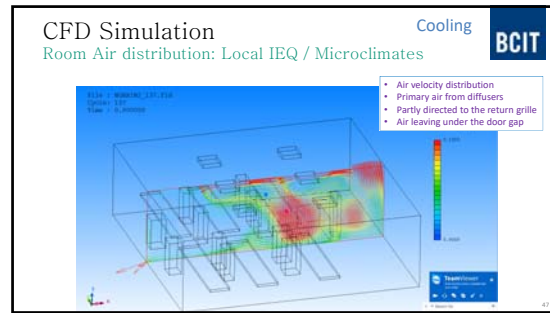 CFD Simulation
Cooling
BCIT
Room Air distribution: Local IEQ / Microclimates
• Air velocity distribution
• Primary air from diffusers
• Partly directed to the return grille
• Air leaving under the door gap
TeamViewer
47